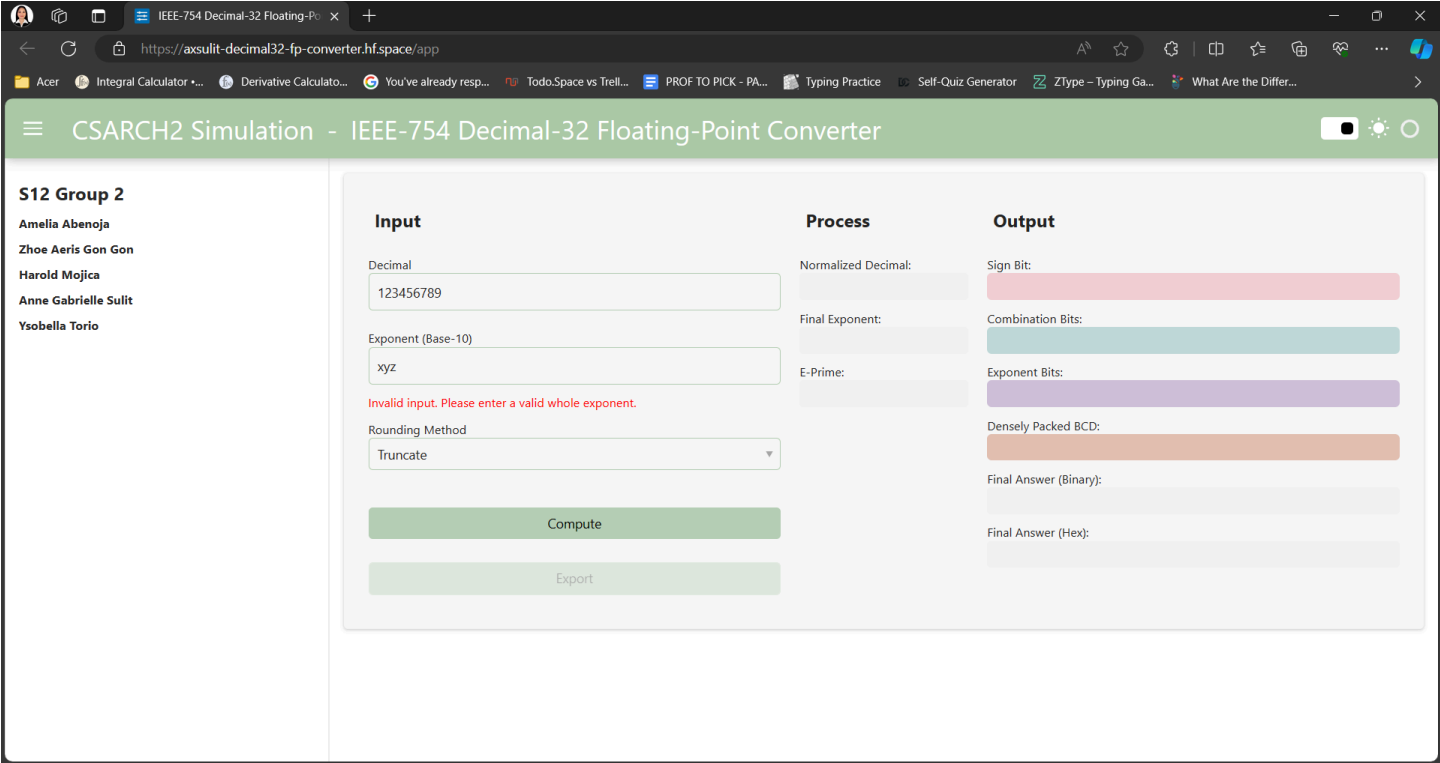 IEEE-754 Decimal-32 Floating-Po
https://axsulit-decimal32-fp-converter.hf.space/app
Acer
Integral Calculator •...
Derivative Calculato...
You've already resp...
Todo.Space vs Trell...
PROF TO PICK - PA...
Typing Practice
Self-Quiz Generator
ZType – Typing Ga...
What Are the Differ...
CSARCH2 Simulation - IEEE-754 Decimal-32 Floating-Point Converter
S12 Group 2
Amelia Abenoja
Zhoe Aeris Gon Gon
Harold Mojica
Anne Gabrielle Sulit
Ysobella Torio
Input
Decimal
123456789
Exponent (Base-10)
xyz
Invalid input. Please enter a valid whole exponent.
Rounding Method
Truncate
Compute
Export
Process
Normalized Decimal:
Final Exponent:
E-Prime:
Output
Sign Bit:
Combination Bits:
Exponent Bits:
Densely Packed BCD:
Final Answer (Binary):
Final Answer (Hex):